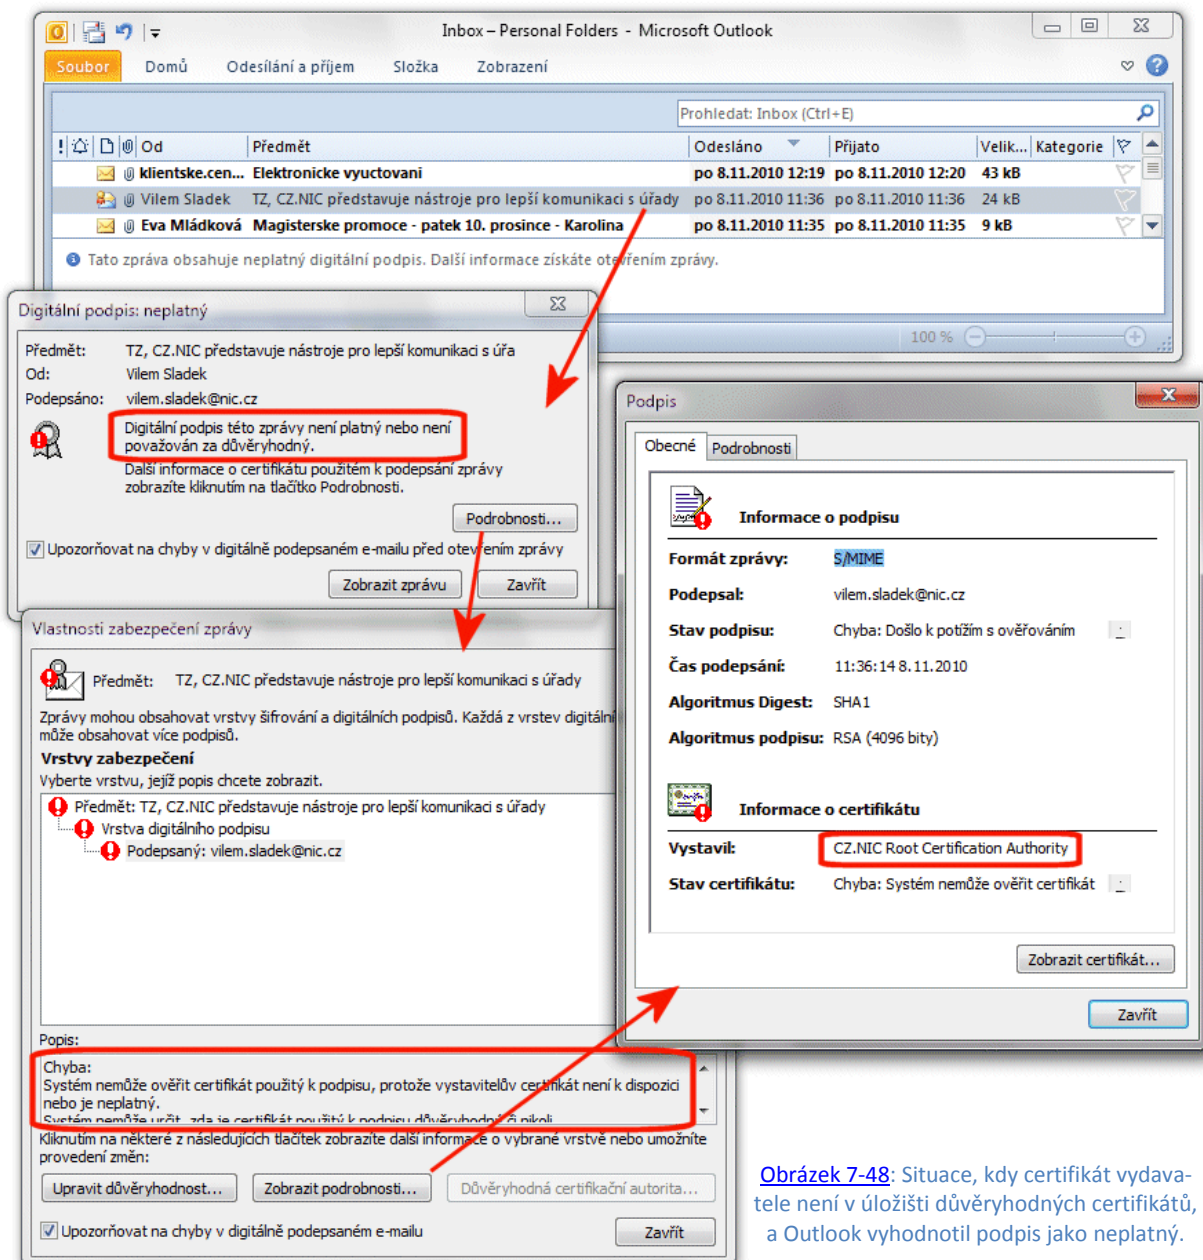 Inbox – Personal Folders - Microsoft Outlook
Soubor Domů Odesílání a příjem Složka Zobrazení
Prohledat: Inbox (Ctrl+E)
! Od Předmět Odesláno Přijato Velik... Kategorie
klientske.cen... Elektronicke vyuctovani po 8.11.2010 12:19 po 8.11.2010 12:20 43 kB
Vilem Sladek TZ, CZ.NIC představuje nástroje pro lepší komunikaci s úřady po 8.11.2010 11:36 po 8.11.2010 11:36 24 kB
Eva Mládková Magisterske promoce - patek 10. prosince - Karolina po 8.11.2010 11:35 po 8.11.2010 11:35 9 kB
Tato zpráva obsahuje neplatný digitální podpis. Další informace získáte otevřením zprávy.
100 %
Digitální podpis: neplatný
Předmět: TZ, CZ.NIC představuje nástroje pro lepší komunikaci s úřa
Od: Vilem Sladek
Podepsáno: vilem.sladek@nic.cz
Digitální podpis této zprávy není platný nebo není
považován za důvěryhodný.
Další informace o certifikátu použitém k podepsání zprávy
zobrazíte kliknutím na tlačítko Podrobnosti.
Podrobnosti...
Upozorňovat na chyby v digitálně podepsaném e-mailu před otevřením zprávy
Zobrazit zprávu Zavřít
Vlastnosti zabezpečení zprávy
Předmět: TZ, CZ.NIC představuje nástroje pro lepší komunikaci s úřady
Zprávy mohou obsahovat vrstvy šifrování a digitálních podpisů. Každá z vrstev digitální
může obsahovat více podpisů.
Vrstvy zabezpečení
Vyberte vrstvu, jejíž popis chcete zobrazit.
Předmět: TZ, CZ.NIC představuje nástroje pro lepší komunikaci s úřady
Vrstva digitálního podpisu
Podepsaný: vilem.sladek@nic.cz
Popis:
Chyba:
Systém nemůže ověřit certifikát použitý k podpisu, protože vystavitelův certifikát není k dispozici
nebo je neplatný.
Systém nemůže určit, zda je certifikát použitý k podpisu důvěryhodný či nikoli.
Kliknutím na některé z následujících tlačítek zobrazíte další informace o vybrané vrstvě nebo umožníte
provedení změn:
Upravit důvěryhodnost... Zobrazit podrobnosti... Důvěryhodná certifikační autorita...
Upozorňovat na chyby v digitálně podepsaném e-mailu Zavřít
Podpis
Obecné Podrobnosti
Informace o podpisu
Formát zprávy: S/MIME
Podepsal: vilem.sladek@nic.cz
Stav podpisu: Chyba: Došlo k potížím s ověřováním
Čas podepsání: 11:36:14 8.11.2010
Algoritmus Digest: SHA1
Algoritmus podpisu: RSA (4096 bity)
Informace o certifikátu
Vystavil: CZ.NIC Root Certification Authority
Stav certifikátu: Chyba: Systém nemůže ověřit certifikát
Zobrazit certifikát...
Zavřít
Obrázek 7-48: Situace, kdy certifikát vydava-
tele není v úložišti důvěryhodných certifikátů,
a Outlook vyhodnotil podpis jako neplatný.